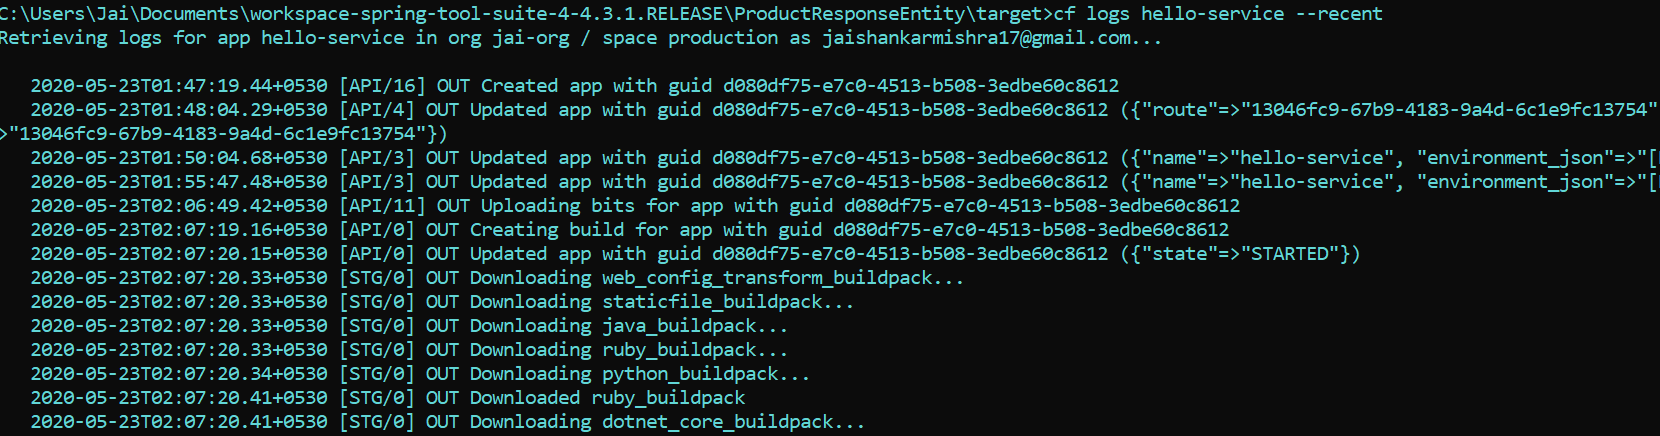 C:\Users\Jai\Documents\workspace-spring-tool-suite-4-4.3.1.RELEASE\ProductResponseEntity\target>cf logs hello-service --recent
Retrieving logs for app hello-service in org jai-org / space production as jaishankarmishra17@gmail.com...
2020-05-23T01:47:19.44+0530 [API/16] OUT Created app with guid d080df75-e7c0-4513-b508-3edbe60c8612
2020-05-23T01:48:04.29+0530 [API/4] OUT Updated app with guid d080df75-e7c0-4513-b508-3edbe60c8612 ({"route"=>"13046fc9-67b9-4183-9a4d-6c1e9fc13754"
>"13046fc9-67b9-4183-9a4d-6c1e9fc13754"})
2020-05-23T01:50:04.68+0530 [API/3] OUT Updated app with guid d080df75-e7c0-4513-b508-3edbe60c8612 ({"name"=>"hello-service", "environment_json"=>"[
2020-05-23T01:55:47.48+0530 [API/3] OUT Updated app with guid d080df75-e7c0-4513-b508-3edbe60c8612 ({"name"=>"hello-service", "environment_json"=>"[
2020-05-23T02:06:49.42+0530 [API/11] OUT Uploading bits for app with guid d080df75-e7c0-4513-b508-3edbe60c8612
2020-05-23T02:07:19.16+0530 [API/0] OUT Creating build for app with guid d080df75-e7c0-4513-b508-3edbe60c8612
2020-05-23T02:07:20.15+0530 [API/0] OUT Updated app with guid d080df75-e7c0-4513-b508-3edbe60c8612 ({"state"=>"STARTED"})
2020-05-23T02:07:20.33+0530 [STG/0] OUT Downloading web_config_transform_buildpack...
2020-05-23T02:07:20.33+0530 [STG/0] OUT Downloading staticfile_buildpack...
2020-05-23T02:07:20.33+0530 [STG/0] OUT Downloading java_buildpack...
2020-05-23T02:07:20.33+0530 [STG/0] OUT Downloading ruby_buildpack...
2020-05-23T02:07:20.34+0530 [STG/0] OUT Downloading python_buildpack...
2020-05-23T02:07:20.41+0530 [STG/0] OUT Downloaded ruby_buildpack
2020-05-23T02:07:20.41+0530 [STG/0] OUT Downloading dotnet_core_buildpack...